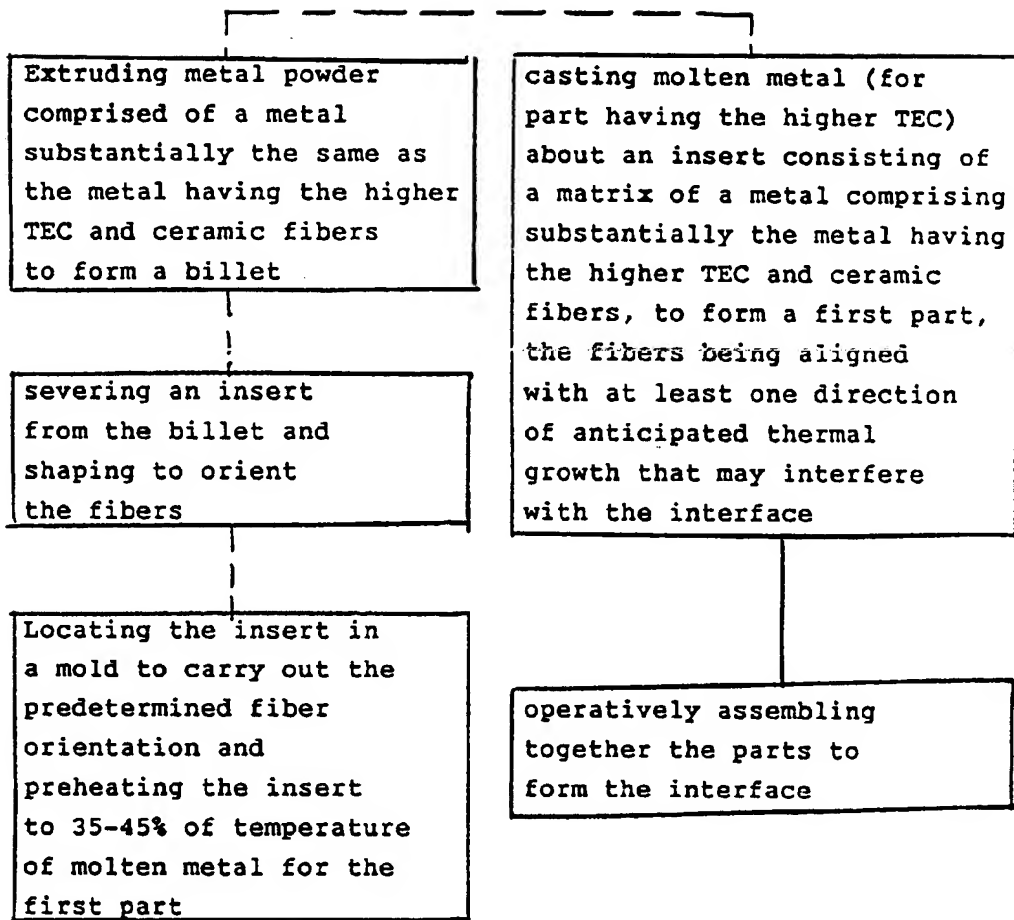 Extruding metal powder
comprised of a metal
substantially the same as
the metal having the higher
TEC and ceramic fibers
to form a billet
severing an insert
from the billet and
shaping to orient
the fibers
Locating the insert in
a mold to carry out the
predetermined fiber
orientation and
preheating the insert
to 35-45% of temperature
of molten metal for the
first part
casting molten metal (for
part having the higher TEC)
about an insert consisting of
a matrix of a metal comprising
substantially the metal having
the higher TEC and ceramic
fibers, to form a first part,
the fibers being aligned
with at least one direction
of anticipated thermal
growth that may interfere
with the interface
operatively assembling
together the parts to
form the interface